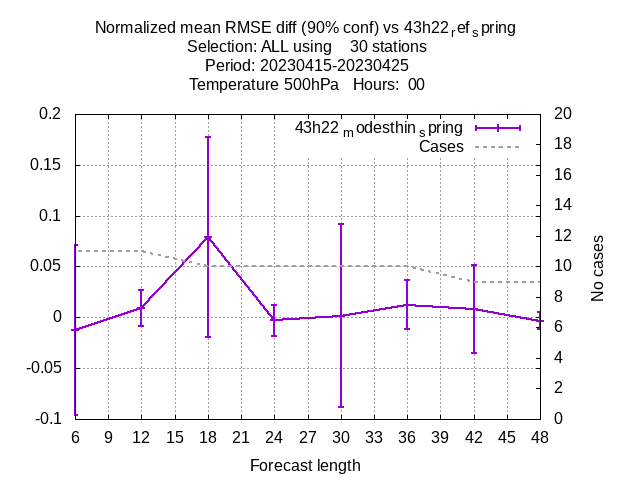 Normalized mean RMSE diff (90% conf) vs 43h22refspring
Selection: ALL using 30 stations
Period: 20230415-20230425
Temperature 500hPa Hours: 00
43h22modesthinspring
Cases
0.2
0.15
0.1
0.05
0
-0.05
-0.1
20
18
16
14
12
10
8
6
4
2
0
No cases
6 9 12 15 18 21 24 27 30 33 36 39 42 45 48
Forecast length